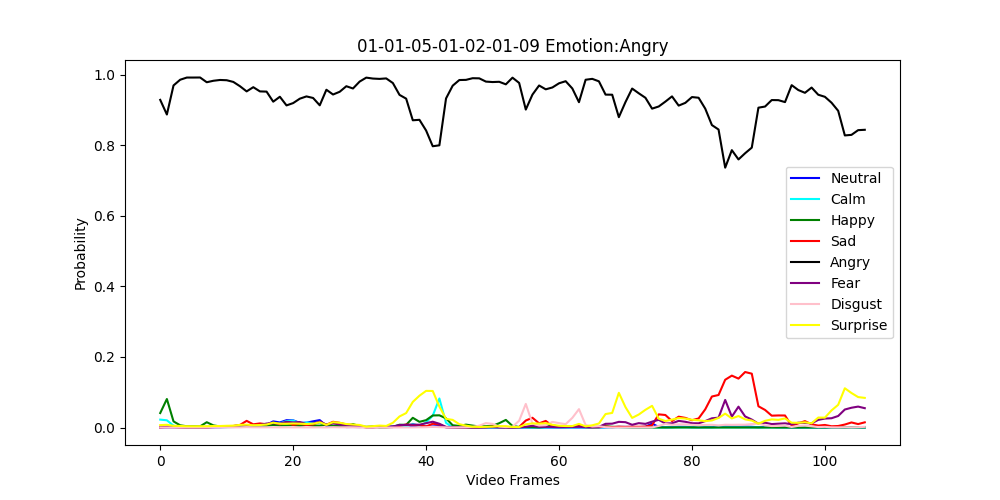 01-01-05-01-02-01-09 Emotion:Angry
1.0
0.8
0.6
0.4
0.2
0.0
Probability
0
20
40
60
80
100
Video Frames
Neutral
Calm
Happy
Sad
Angry
Fear
Disgust
Surprise